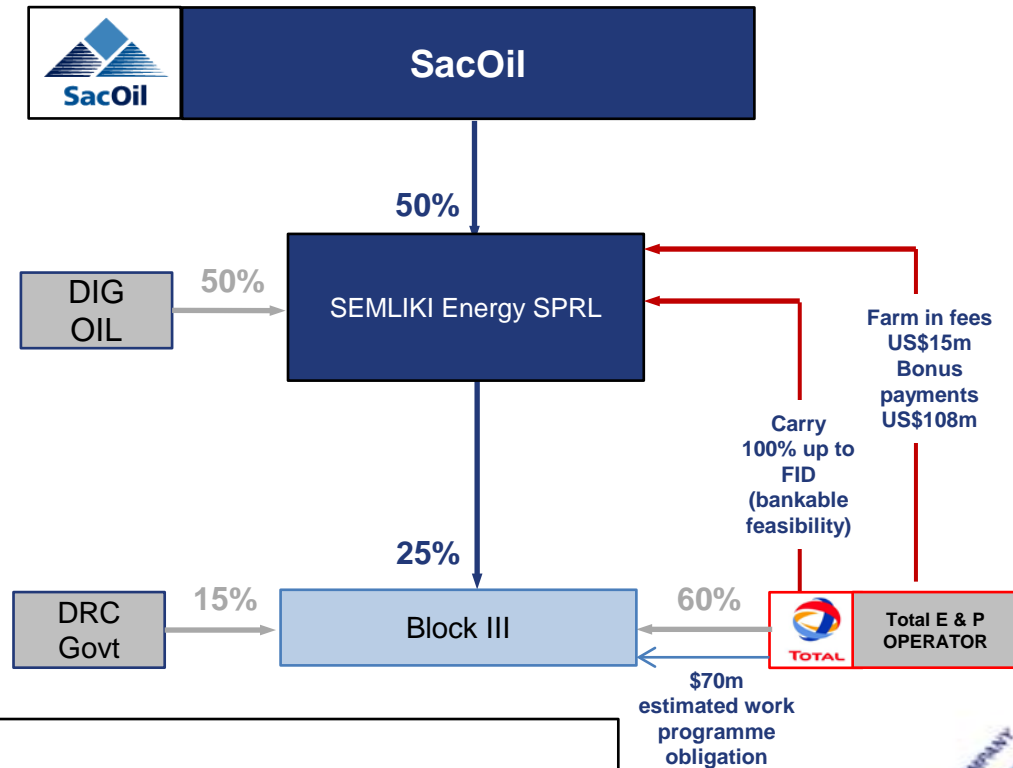 SacOil
SacOil
50%
DIG
OIL
50%
SEMLIKI Energy SPRL
Farm in fees
US$15m
Bonus
payments
US$108m
Carry
100% up to
FID
(bankable
feasibility)
25%
DRC
Govt
15%
Block III
60%
TOTAL
Total E & P
OPERATOR
$70m
estimated work
programme
obligation
COMPANY